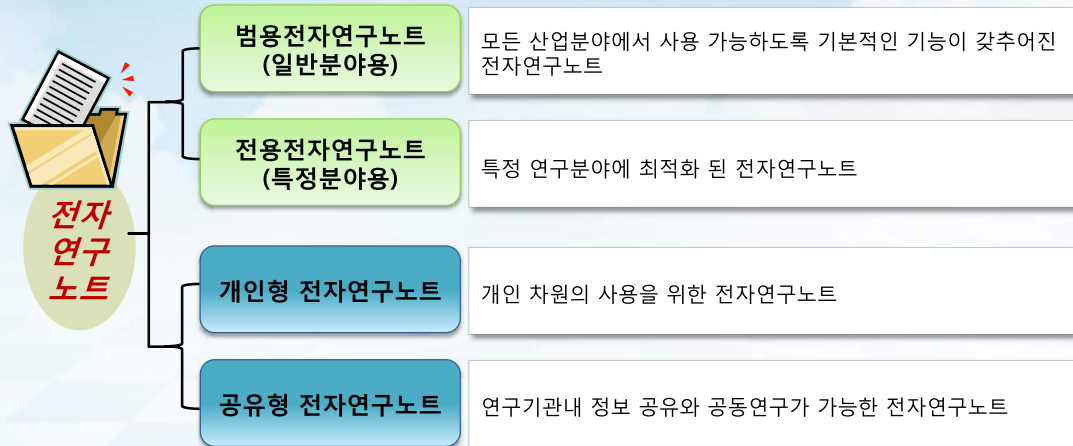 전자
연구
노트
범용전자연구노트
(일반분야용)
모든 산업분야에서 사용 가능하도록 기본적인 기능이 갖추어진
전자연구노트
전용전자연구노트
(특정분야용)
특정 연구분야에 최적화 된 전자연구노트
개인형 전자연구노트
개인 차원의 사용을 위한 전자연구노트
공유형 전자연구노트
연구기관내 정보 공유와 공동연구가 가능한 전자연구노트